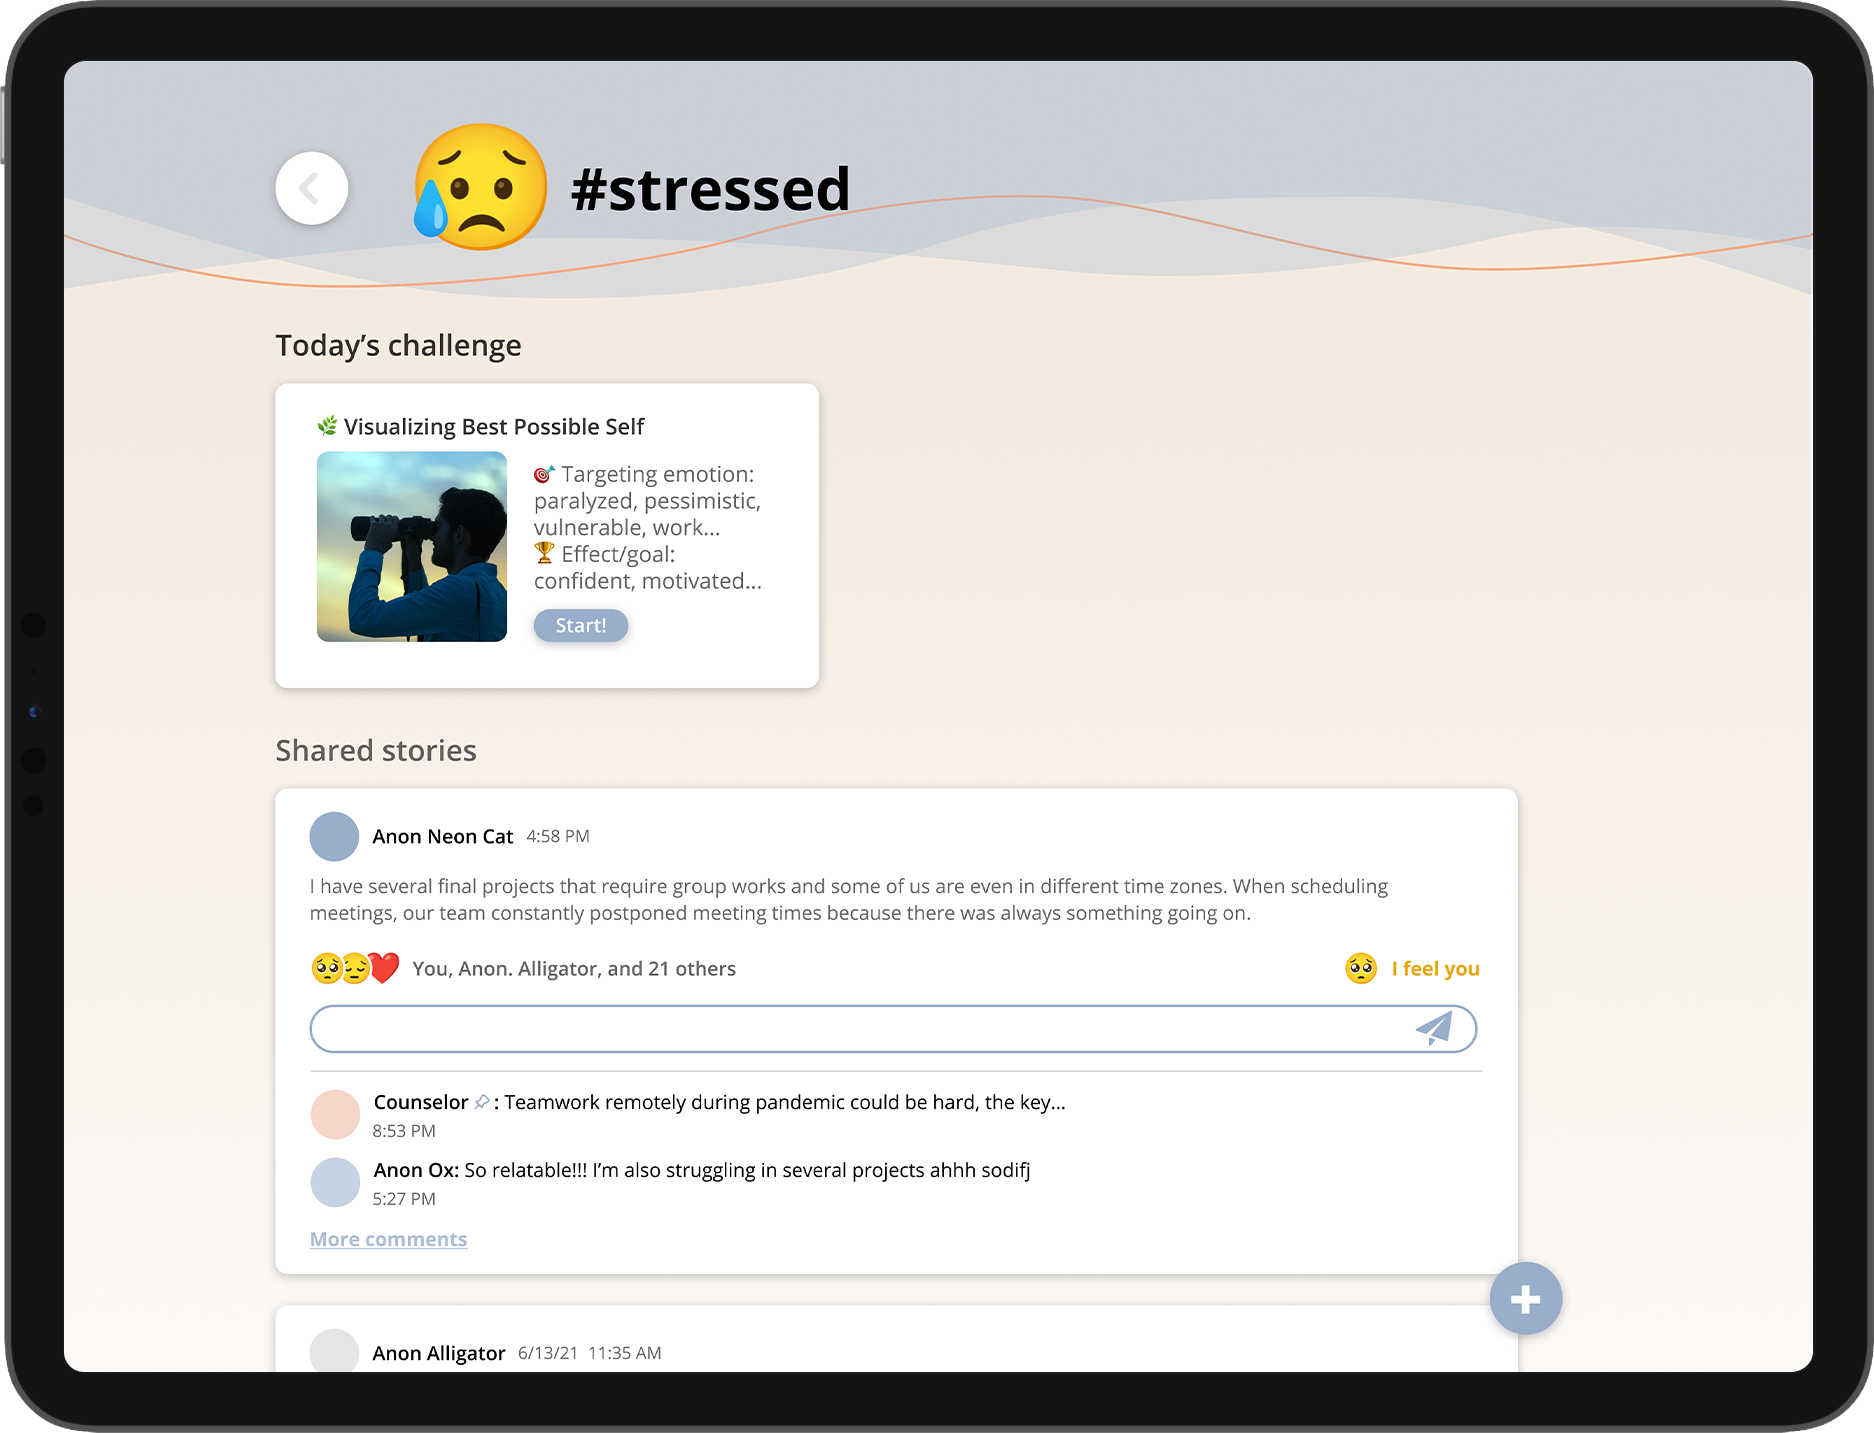 #stressed
Today’s challenge
Visualizing Best Possible Self
Targeting emotion:
paralyzed, pessimistic,
vulnerable, work...
Effect/goal:
confident, motivated...
Start!
Shared stories
Anon Neon Cat 4:58 PM
I have several final projects that require group works and some of us are even in different time zones. When scheduling
meetings, our team constantly postponed meeting times because there was always something going on.
You, Anon. Alligator, and 21 others
I feel you
Counselor : Teamwork remotely during pandemic could be hard, the key...
8:53 PM
Anon Ox: So relatable!!! I’m also struggling in several projects ahhh sodifj
5:27 PM
More comments
Anon Alligator 6/13/21 11:35 AM